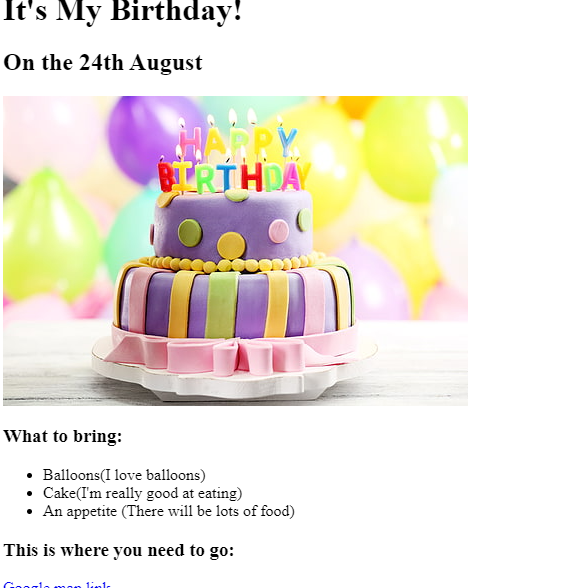 It's My Birthday!
On the 24th August
HAPPY
BIRTHDAY
What to bring:
Balloons(I love balloons)
Cake(I'm really good at eating)
An appetite (There will be lots of food)
This is where you need to go:
Google map link